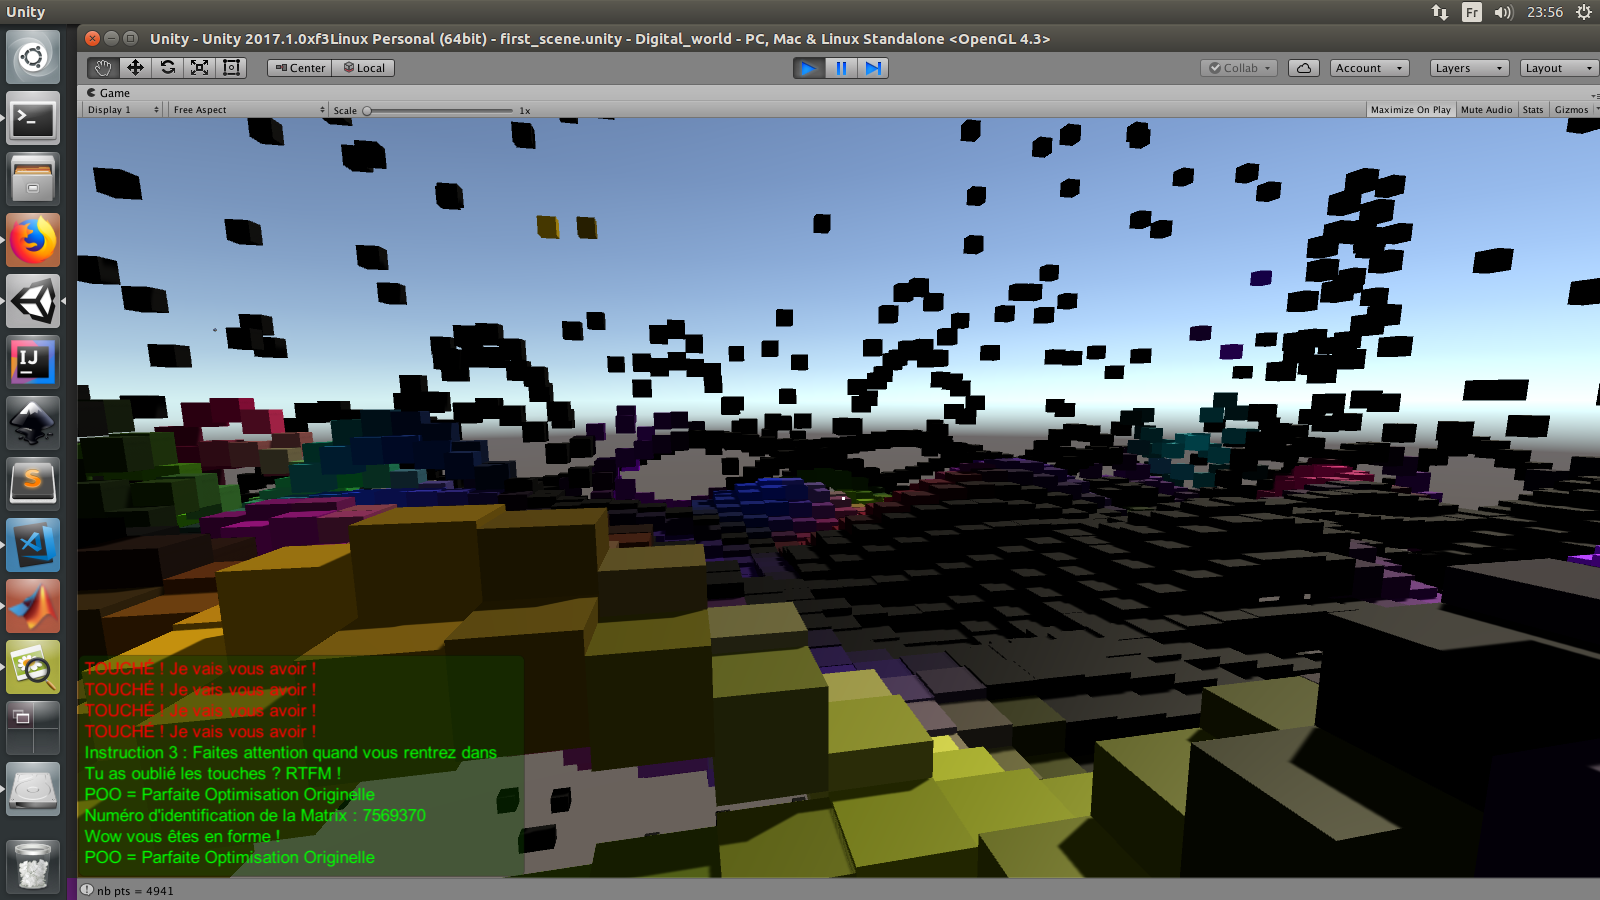 Unity
Fr
23:56
Unity - Unity 2017.1.0xf3Linux Personal (64bit) - first_scene.unity - Digital_world - PC, Mac & Linux Standalone <OpenGL 4.3>
Center
Local
Collab
Account
Layers
Layout
Game
Display 1
Free Aspect
Scale
1x
Maximize On Play
Mute Audio
Stats
Gizmos
IJ
S
TOUCHÉ ! Je vais vous avoir !
TOUCHÉ ! Je vais vous avoir !
TOUCHÉ ! Je vais vous avoir !
TOUCHÉ ! Je vais vous avoir !
Instruction 3 : Faites attention quand vous rentrez dans
Tu as oublié les touches ? RTFM !
POO = Parfaite Optimisation Originelle
Numéro d'identification de la Matrix : 7569370
Wow vous êtes en forme !
POO = Parfaite Optimisation Originelle
nb pts = 4941